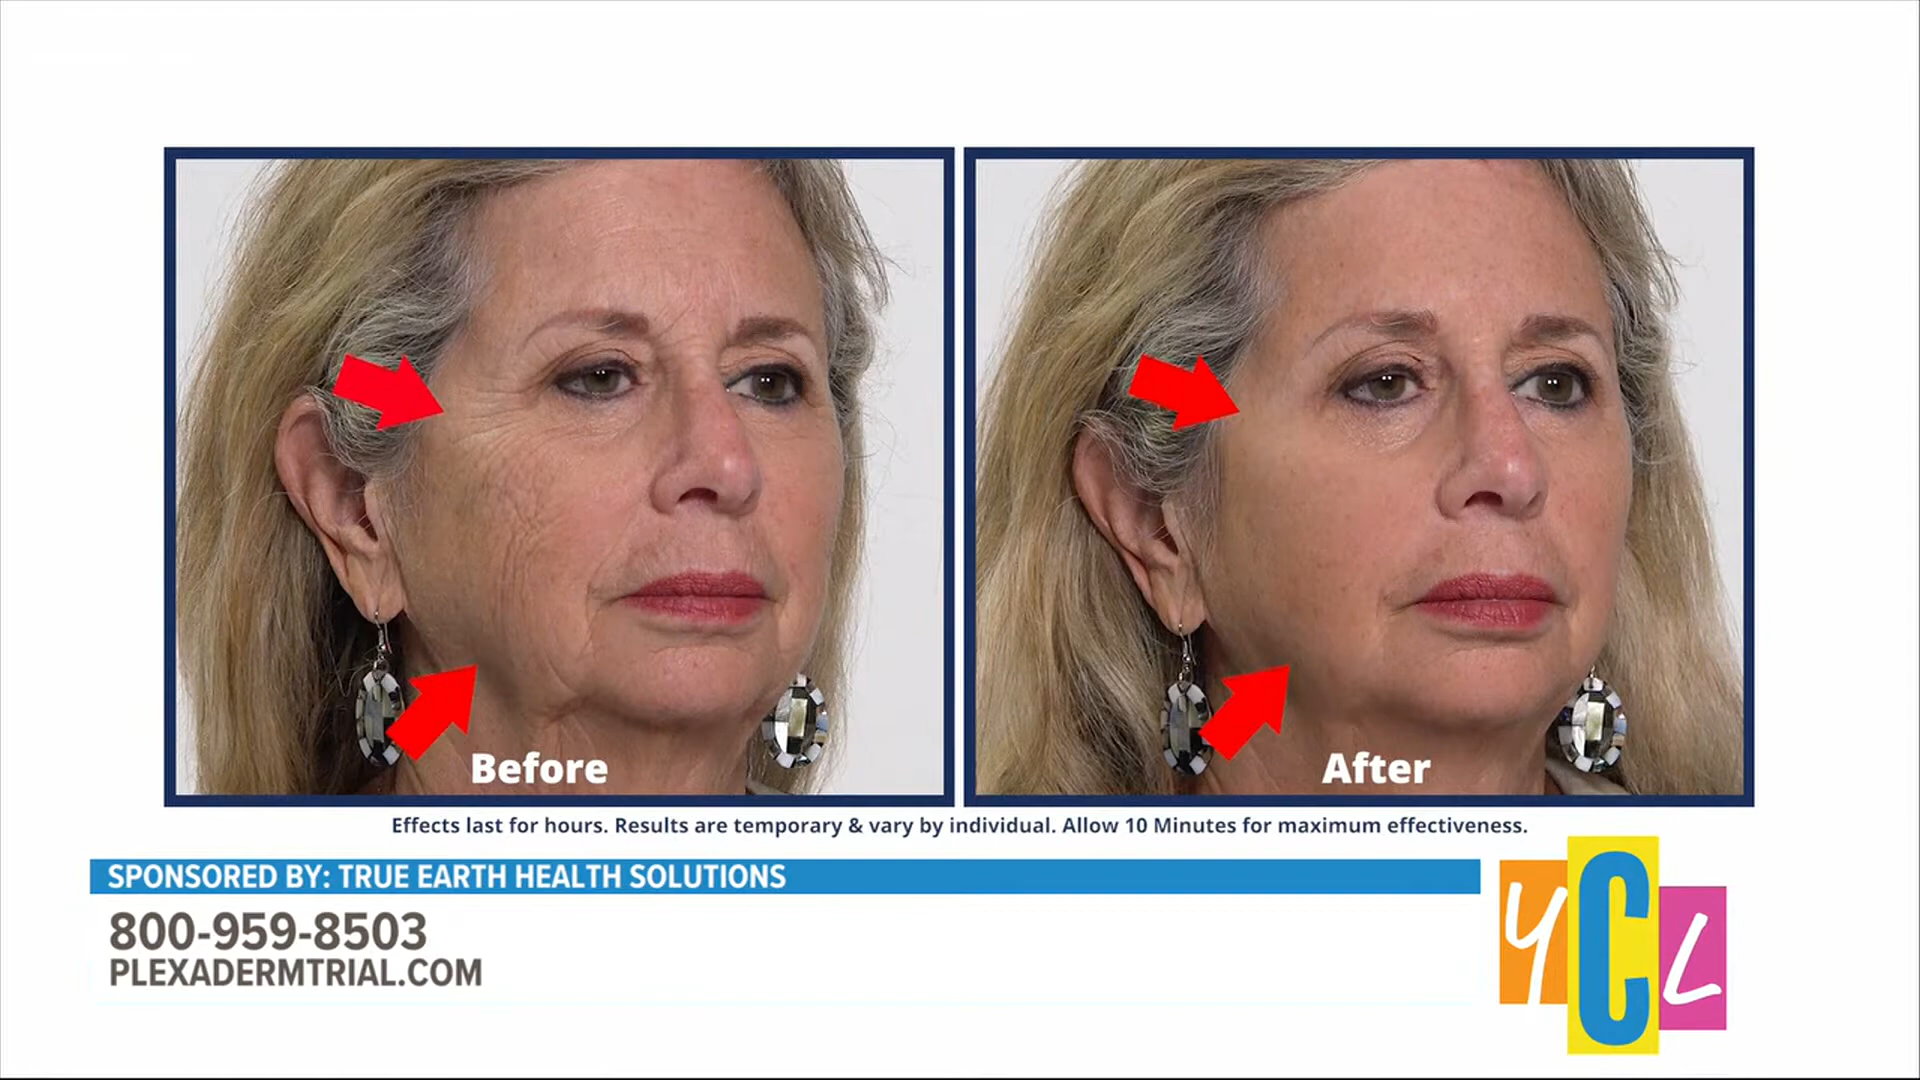 Before
After
Effects last for hours. Results are temporary & vary by individual. Allow 10 Minutes for maximum effectiveness.
SPONSORED BY: TRUE EARTH HEALTH SOLUTIONS
800-959-8503
PLEXADERMTRIAL.COM
YCL